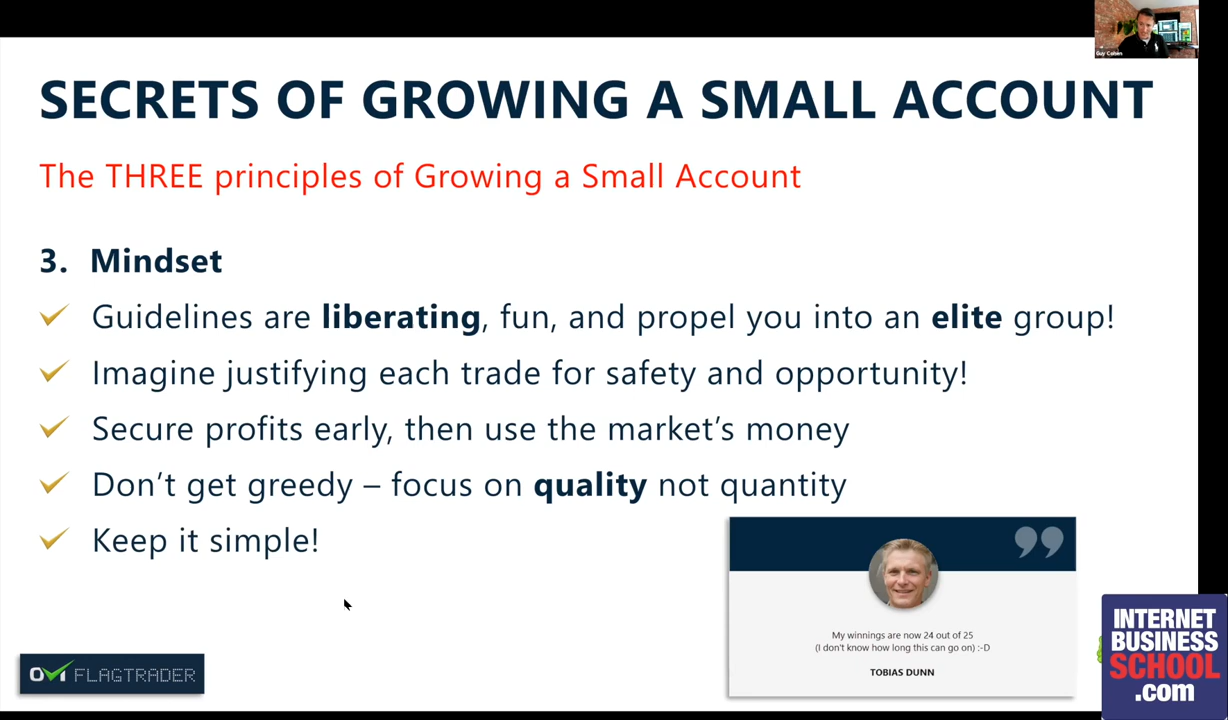 Guy Cohen
SECRETS OF GROWING A SMALL ACCOUNT
The THREE principles of Growing a Small Account
3. Mindset
Guidelines are liberating, fun, and propel you into an elite group!
Imagine justifying each trade for safety and opportunity!
Secure profits early, then use the market’s money
Don’t get greedy – focus on quality not quantity
Keep it simple!
My winnings are now 24 out of 25
(I don't know how long this can go on) :-D
TOBIAS DUNN
OVI FLAGTRADER
INTERNET
BUSINESS
SCHOOL
.com